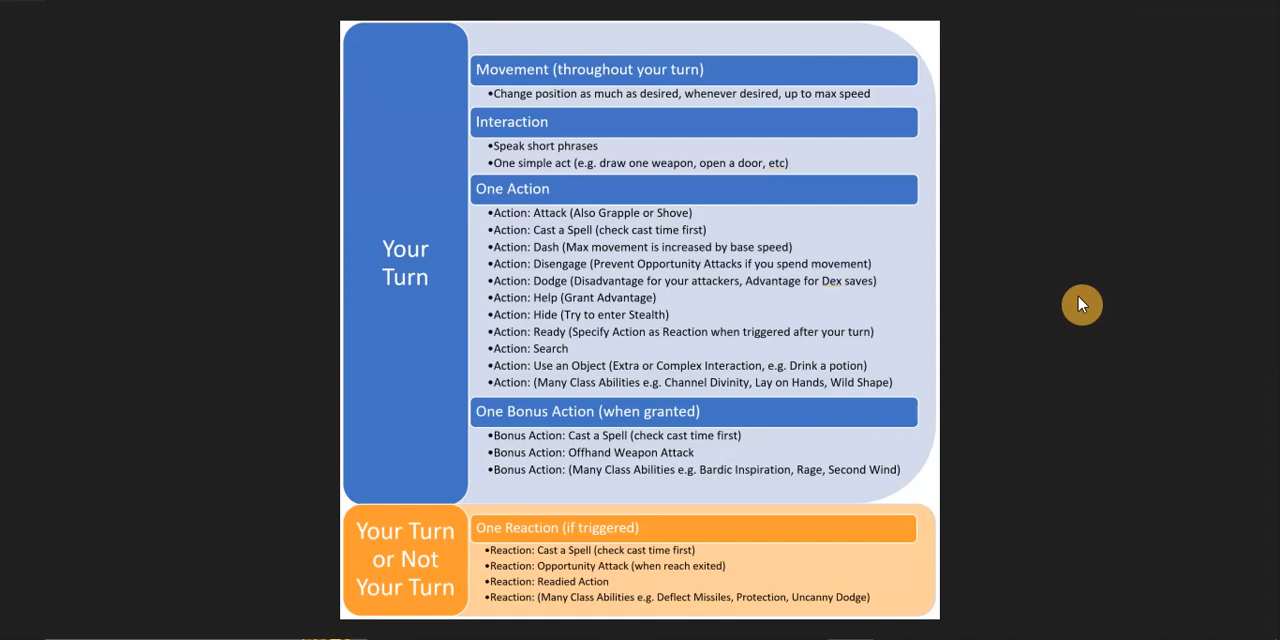 Your
Turn
Movement (throughout your turn)
•Change position as much as desired, whenever desired, up to max speed
Interaction
•Speak short phrases
•One simple act (e.g. draw one weapon, open a door, etc)
One Action
•Action: Attack (Also Grapple or Shove)
•Action: Cast a Spell (check cast time first)
•Action: Dash (Max movement is increased by base speed)
•Action: Disengage (Prevent Opportunity Attacks if you spend movement)
•Action: Dodge (Disadvantage for your attackers, Advantage for Dex saves)
•Action: Help (Grant Advantage)
•Action: Hide (Try to enter Stealth)
•Action: Ready (Specify Action as Reaction when triggered after your turn)
•Action: Search
•Action: Use an Object (Extra or Complex Interaction, e.g. Drink a potion)
•Action: (Many Class Abilities e.g. Channel Divinity, Lay on Hands, Wild Shape)
One Bonus Action (when granted)
•Bonus Action: Cast a Spell (check cast time first)
•Bonus Action: Offhand Weapon Attack
•Bonus Action: (Many Class Abilities e.g. Bardic Inspiration, Rage, Second Wind)
Your Turn
or Not
Your Turn
One Reaction (if triggered)
•Reaction: Cast a Spell (check cast time first)
•Reaction: Opportunity Attack (when reach exited)
•Reaction: Readied Action
•Reaction: (Many Class Abilities e.g. Deflect Missiles, Protection, Uncanny Dodge)